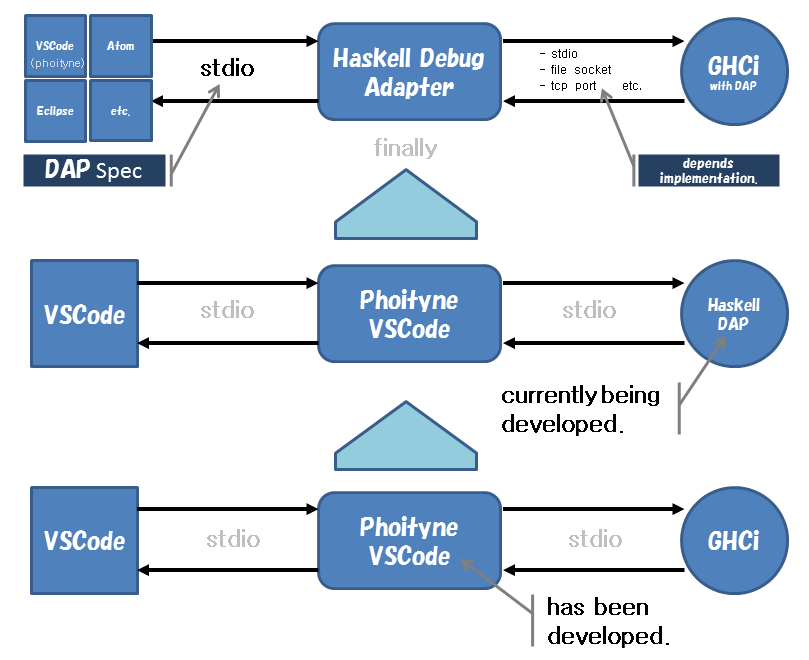 VSCode
(phoityne)
Atom
Eclipse
etc.
stdio
Haskell Debug
Adapter
- stdio
- file socket
- tcp port etc.
GHCi
with DAP
DAP Spec
finally
depends
implementation.
VSCode
stdio
Phoityne
VSCode
stdio
Haskell
DAP
currently being
developed.
VSCode
stdio
Phoityne
VSCode
stdio
GHCi
has been
developed.